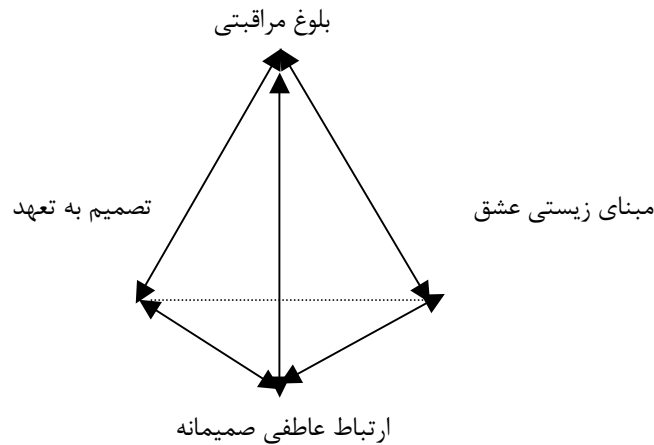 بلوغ مراقبتی
مبنای زیستی عشق
تصمیم به تعهد
ارتباط عاطفی صمیمانه